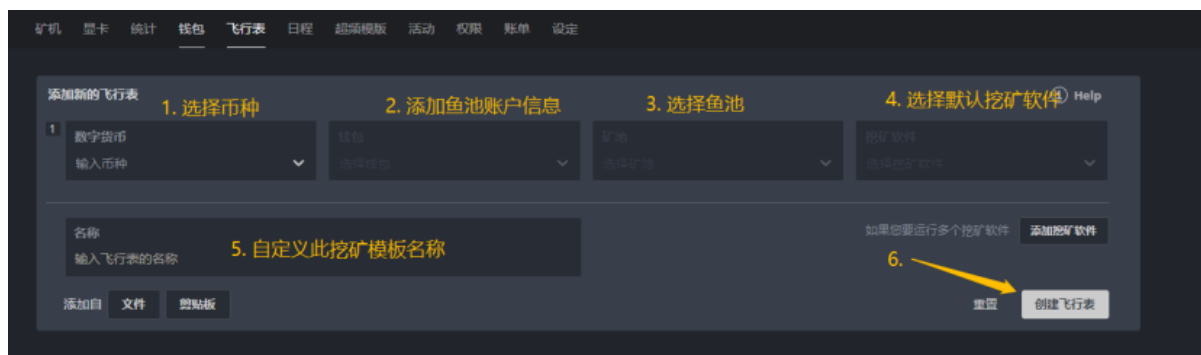 矿机 显卡 统计 钱包 飞行表 日程 超频模版 活动 权限 账单 设定
添加新的飞行表
1. 选择币种
2. 添加鱼池账户信息
3. 选择鱼池
4. 选择默认挖矿软件
Help
1
数字货币
钱包
矿池
挖矿软件
输入币种
选择钱包
选择矿池
选择挖矿软件
名称
输入飞行表的名称
5. 自定义此挖矿模板名称
如果您要运行多个挖矿软件
添加挖矿软件
6.
添加自 文件 剪贴板
重置
创建飞行表